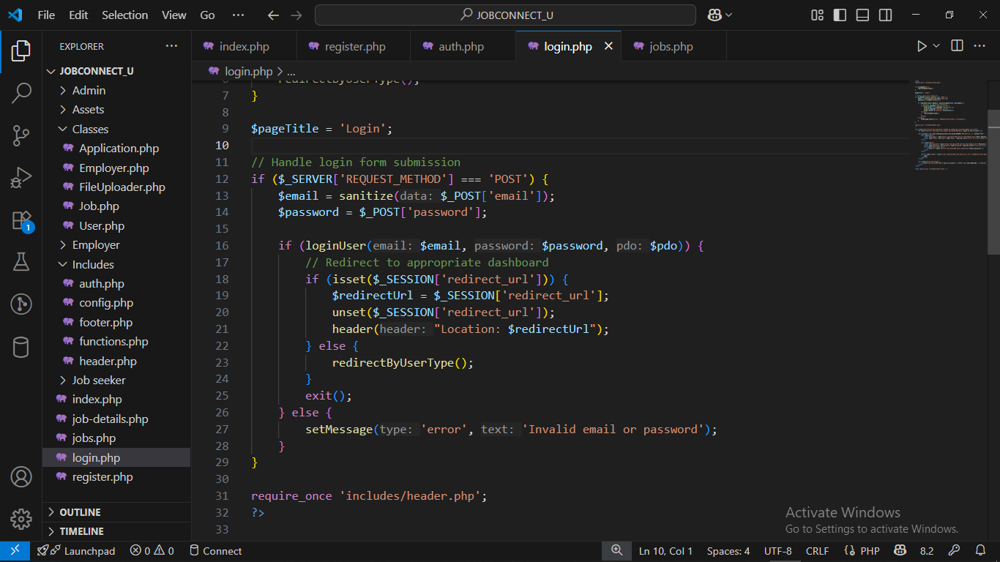 File Edit Selection View Go ··· JOBCONNECT_U
EXPLORER ···
JOBCONNECT_U
Admin
Assets
Classes
Application.php
Employer.php
FileUploader.php
Job.php
User.php
Employer
Includes
auth.php
config.php
footer.php
functions.php
header.php
Job seeker
index.php
job-details.php
jobs.php
login.php
register.php
OUTLINE
TIMELINE
1
index.php register.php auth.php login.php jobs.php
login.php > ...
6 redirectByUserType();
7 }
8
9 $pageTitle = 'Login';
10
11 // Handle login form submission
12 if ($_SERVER['REQUEST_METHOD'] === 'POST') {
13 $email = sanitize(data: $_POST['email']);
14 $password = $_POST['password'];
15
16 if (loginUser(email: $email, password: $password, pdo: $pdo)) {
17 // Redirect to appropriate dashboard
18 if (isset($_SESSION['redirect_url'])) {
19 $redirectUrl = $_SESSION['redirect_url'];
20 unset($_SESSION['redirect_url']);
21 header(header: "Location: $redirectUrl");
22 } else {
23 redirectByUserType();
24 }
25 exit();
26 } else {
27 setMessage(type: 'error', text: 'Invalid email or password');
28 }
29 }
30
31 require_once 'includes/header.php';
32 ?>
33
Activate Windows
Go to Settings to activate Windows.
Launchpad 0 0 Connect Ln 10, Col 1 Spaces: 4 UTF-8 CRLF {} PHP 8.2